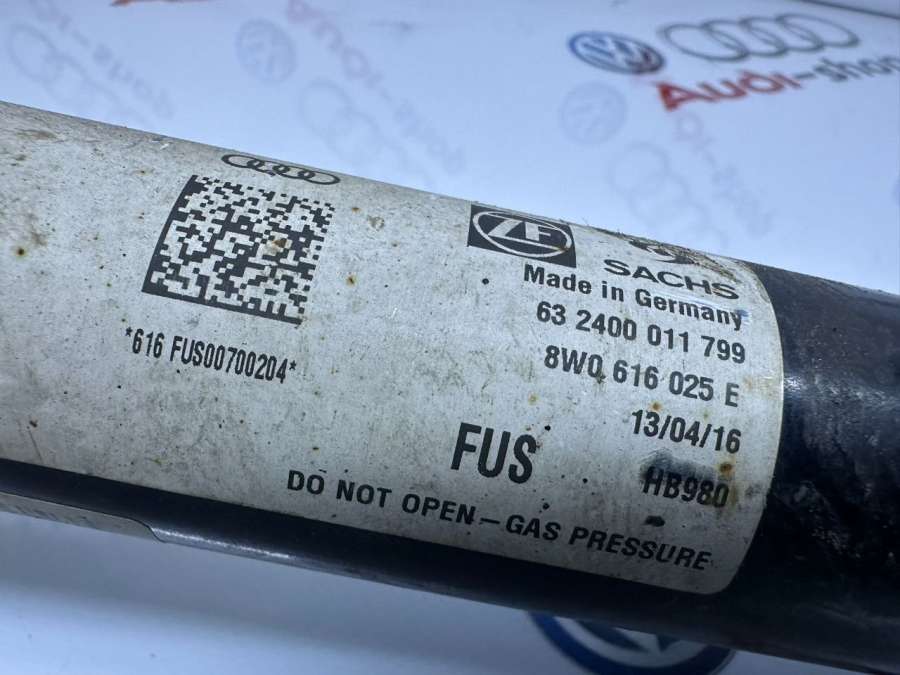 Audi-shop
ZF
SACHS
Made in Germany
63 2400 011 799
8W0 616 025 E
13/04/16
HB980
*616 FUS00700204*
FUS
DO NOT OPEN – GAS PRESSURE